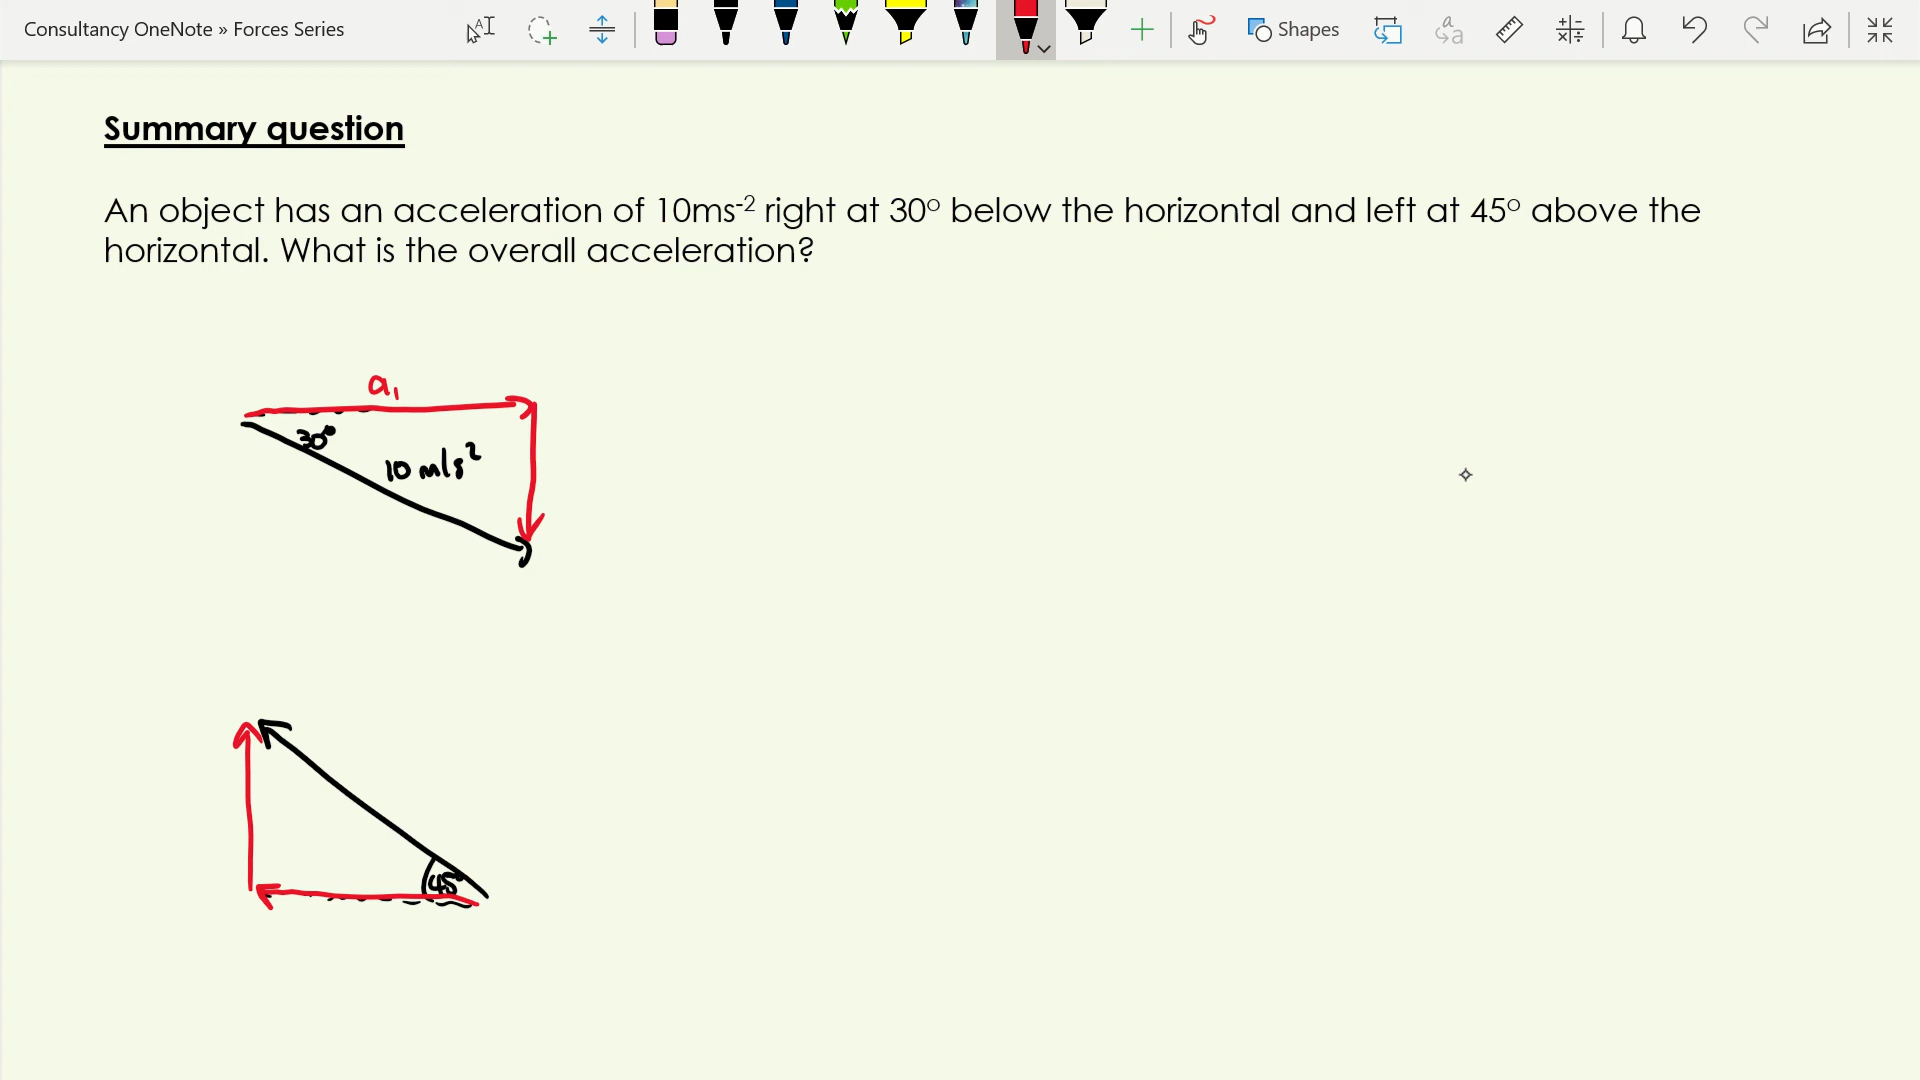 Consultancy OneNote » Forces Series
Shapes
Summary question
An object has an acceleration of 10ms⁻² right at 30° below the horizontal and left at 45° above the
horizontal. What is the overall acceleration?
a₁
30°
10 m/s²
45°